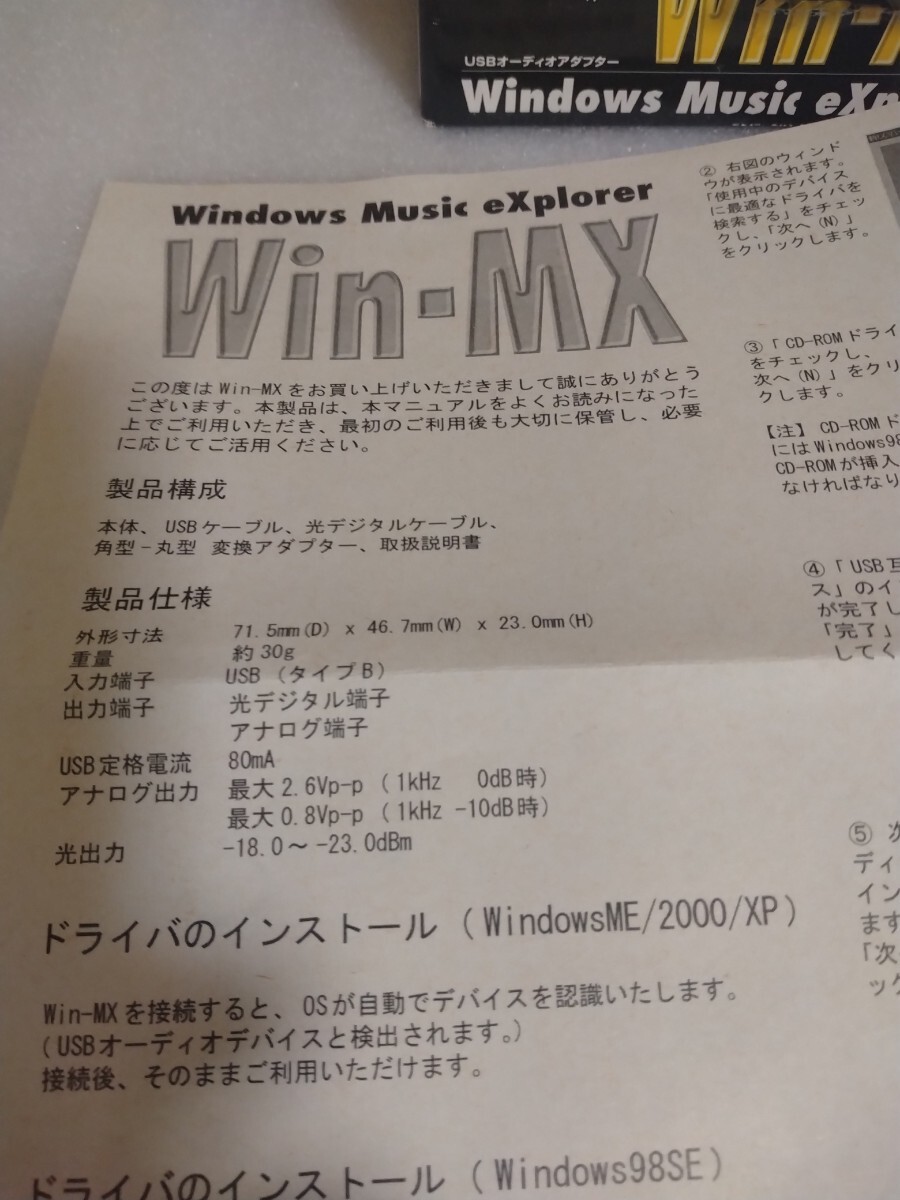 USBオーディオアダプター
Windows Music
Windows Music eXplorer
Win-MX
この度は Win-MX をお買い上げいただきまして誠にありがとう
ございます。本製品は、本マニュアルをよくお読みになった
上でご利用いただき、最初のご利用後も大切に保管し、必要
に応じてご活用ください。
製品構成
本体、USBケーブル、光デジタルケーブル、
角型-丸型 変換アダプター、取扱説明書
製品仕様
外形寸法 71.5mm(D) x 46.7mm(W) x 23.0mm(H)
重量 約30g
入力端子 USB (タイプB)
出力端子 光デジタル端子
アナログ端子
USB定格電流 80mA
アナログ出力 最大2.6Vp-p (1kHz 0dB時)
最大0.8Vp-p (1kHz -10dB時)
光出力 -18.0～ -23.0dBm
ドライバのインストール (WindowsME/2000/XP)
Win-MXを接続すると、OSが自動でデバイスを認識いたします。
(USBオーディオデバイスと検出されます。)
接続後、そのままご利用いただけます。
ドライバのインストール (Windows98SE)
② 右図のウィンド
ウが表示されます。
「使用中のデバイス
に最適なドライバを
検索する」をチェッ
クし、「次へ(N)」
をクリックします。
③「CD-ROMドライ
をチェックし、
次へ(N)」をクリ
クします。
【注】 CD-ROMド
にはWindows98
CD-ROMが挿入
なければなり
④「USB互
ス」のイ
が完了し
「完了」
してく
⑤ 次
ディ
イン
ます
「次
ック